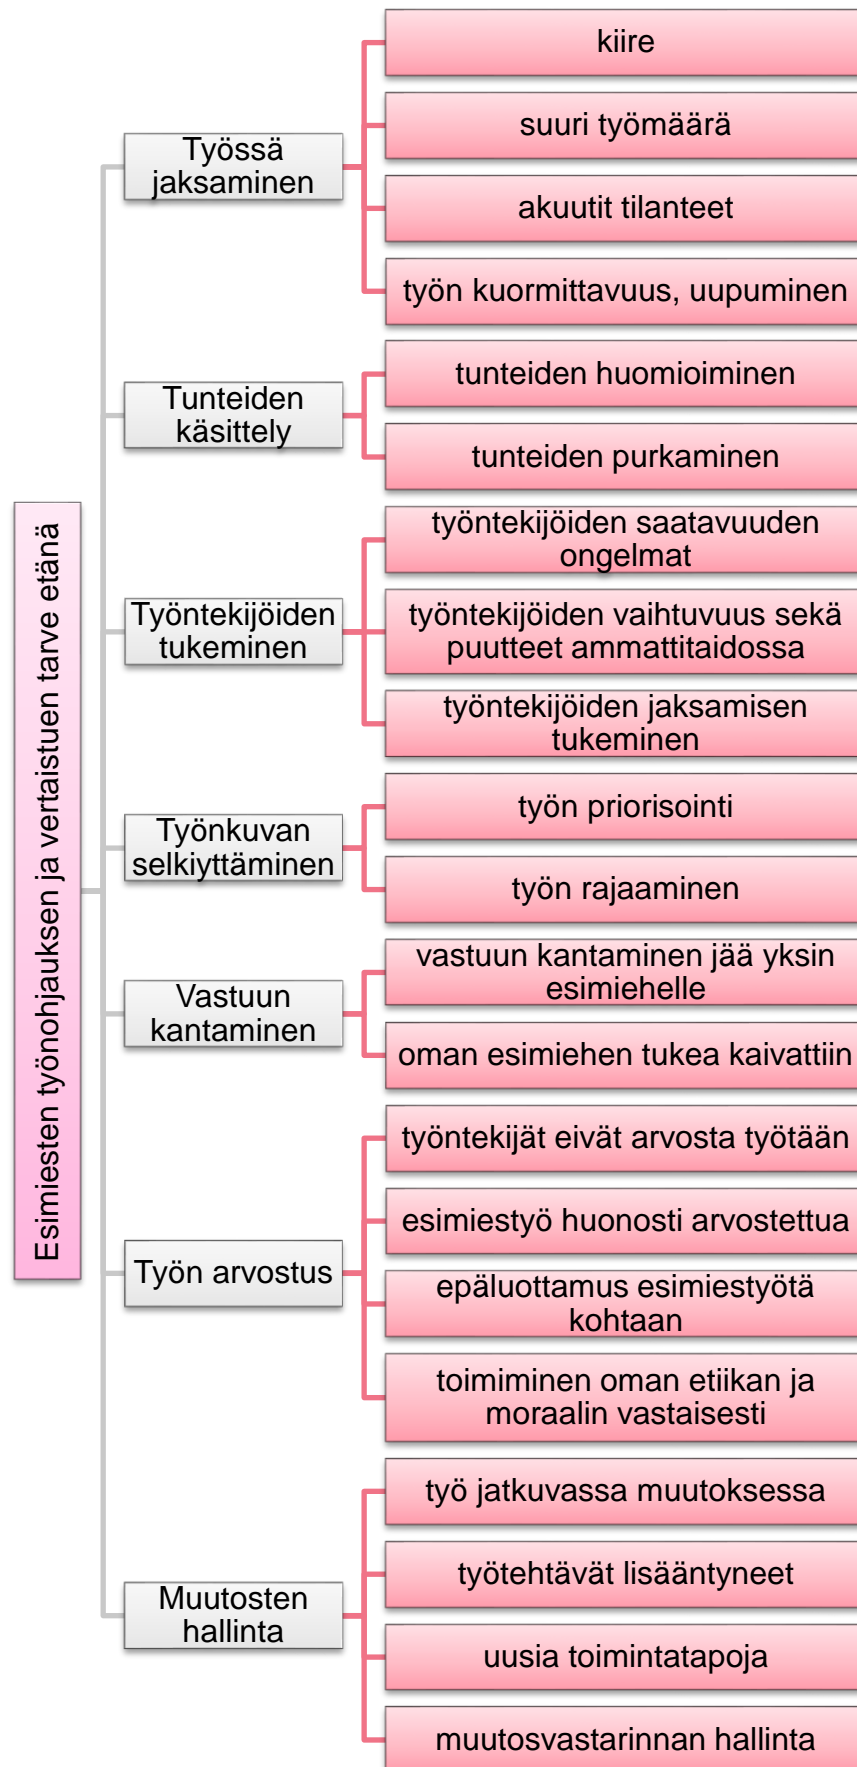 Esimiesten työnohjauksen ja vertaistuen tarve etänä
Työssä
jaksaminen
kiire
suuri työmäärä
akuutit tilanteet
työn kuormittavuus, uupuminen
Tunteiden
käsittely
tunteiden huomioiminen
tunteiden purkaminen
Työntekijöiden
tukeminen
työntekijöiden saatavuuden
ongelmat
työntekijöiden vaihtuvuus sekä
puutteet ammattitaidossa
työntekijöiden jaksamisen
tukeminen
Työnkuvan
selkiyttäminen
työn priorisointi
työn rajaaminen
Vastuun
kantaminen
vastuun kantaminen jää yksin
esimiehelle
oman esimiehen tukea kaivattiin
Työn arvostus
työntekijät eivät arvosta työtään
esimiestyö huonosti arvostettua
epäluottamus esimiestyötä
kohtaan
toimiminen oman etiikan ja
moraalin vastaisesti
Muutosten
hallinta
työ jatkuvassa muutoksessa
työtehtävät lisääntyneet
uusia toimintatapoja
muutosvastarinnan hallinta